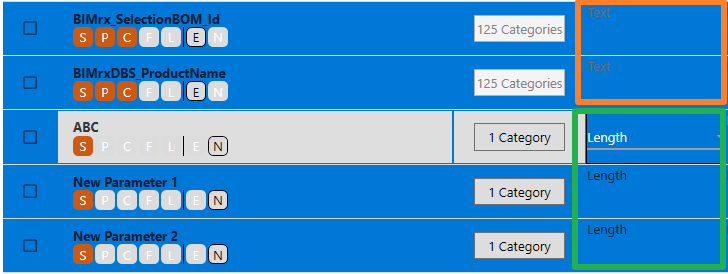 BIMrx_SelectionBOM_Id
S P C F L E N
125 Categories
Text
BIMrxDBS_ProductName
S P C F L E N
125 Categories
Text
ABC
S P C F L E N
1 Category
Length
New Parameter 1
S P C F L E N
1 Category
Length
New Parameter 2
S P C F L E N
1 Category
Length